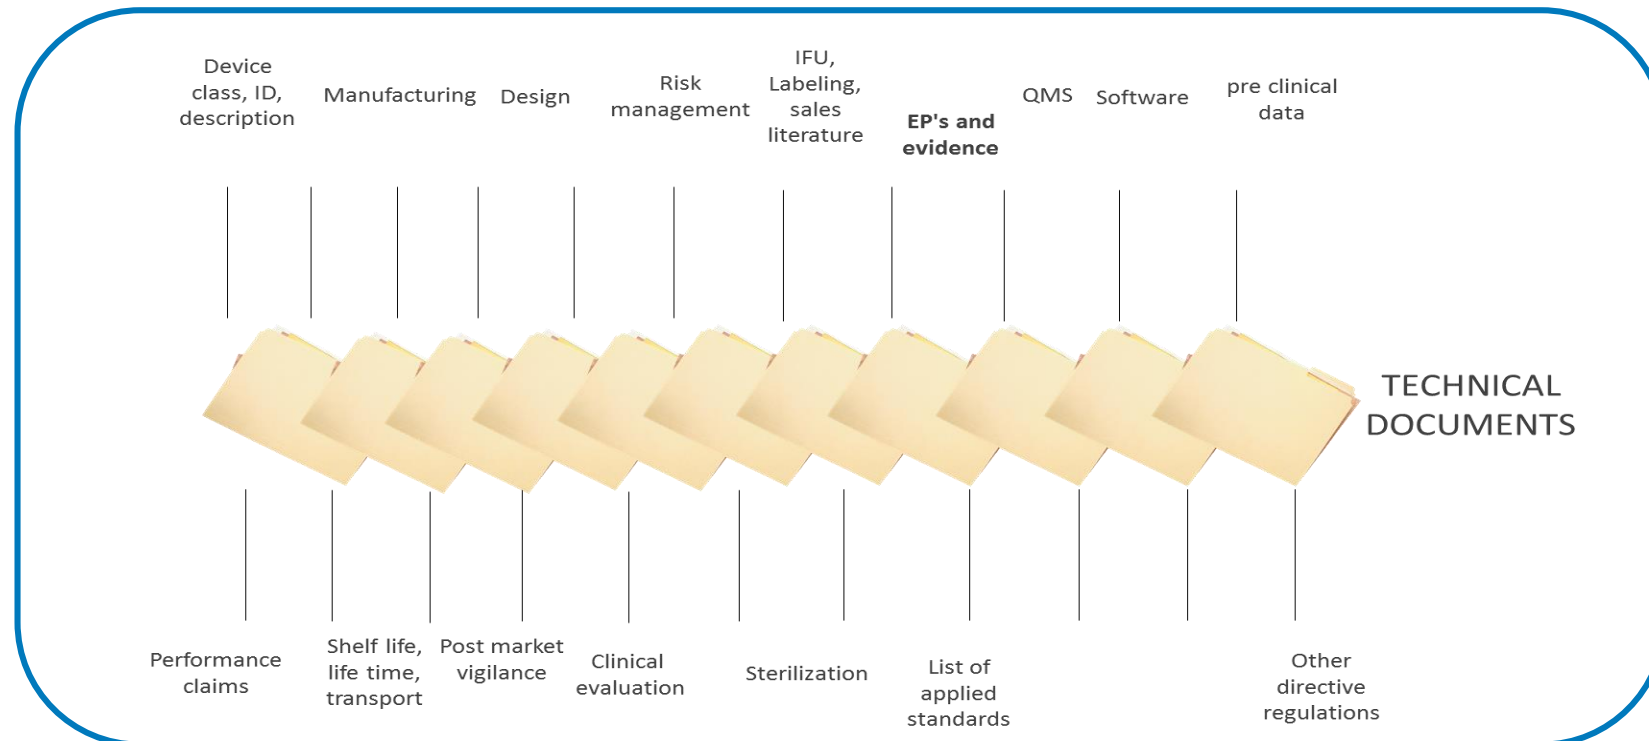 Device
class, ID,
description
Manufacturing
Design
Risk
management
IFU,
Labeling,
sales
literature
EP's and
evidence
QMS
Software
pre clinical
data
TECHNICAL
DOCUMENTS
Performance
claims
Shelf life,
life time,
transport
Post market
vigilance
Clinical
evaluation
Sterilization
List of
applied
standards
Other
directive
regulations